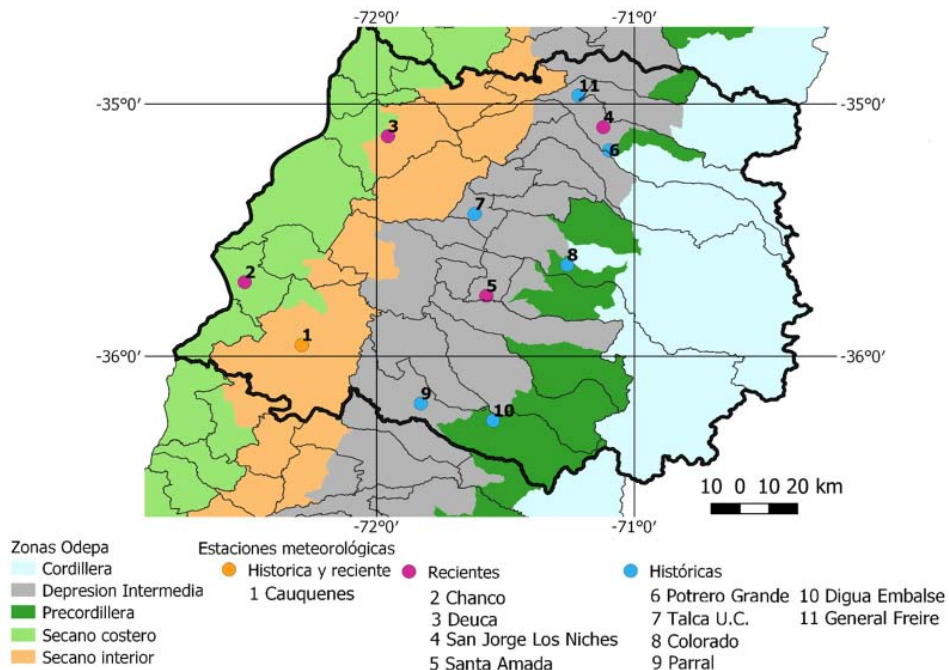 -72°0'
-71°0'
-35°0'
-35°0'
11
4
3
6
7
8
2
5
1
-36°0'
-36°0'
9
10
10 0 10 20 km
-72°0'
-71°0'
Zonas Odepa
Cordillera
Depresion Intermedia
Precordillera
Secano costero
Secano interior
Estaciones meteorológicas
Historica y reciente
1 Cauquenes
Recientes
2 Chanco
3 Deuca
4 San Jorge Los Niches
5 Santa Amada
Históricas
6 Potrero Grande
7 Talca U.C.
8 Colorado
9 Parral
10 Digua Embalse
11 General Freire